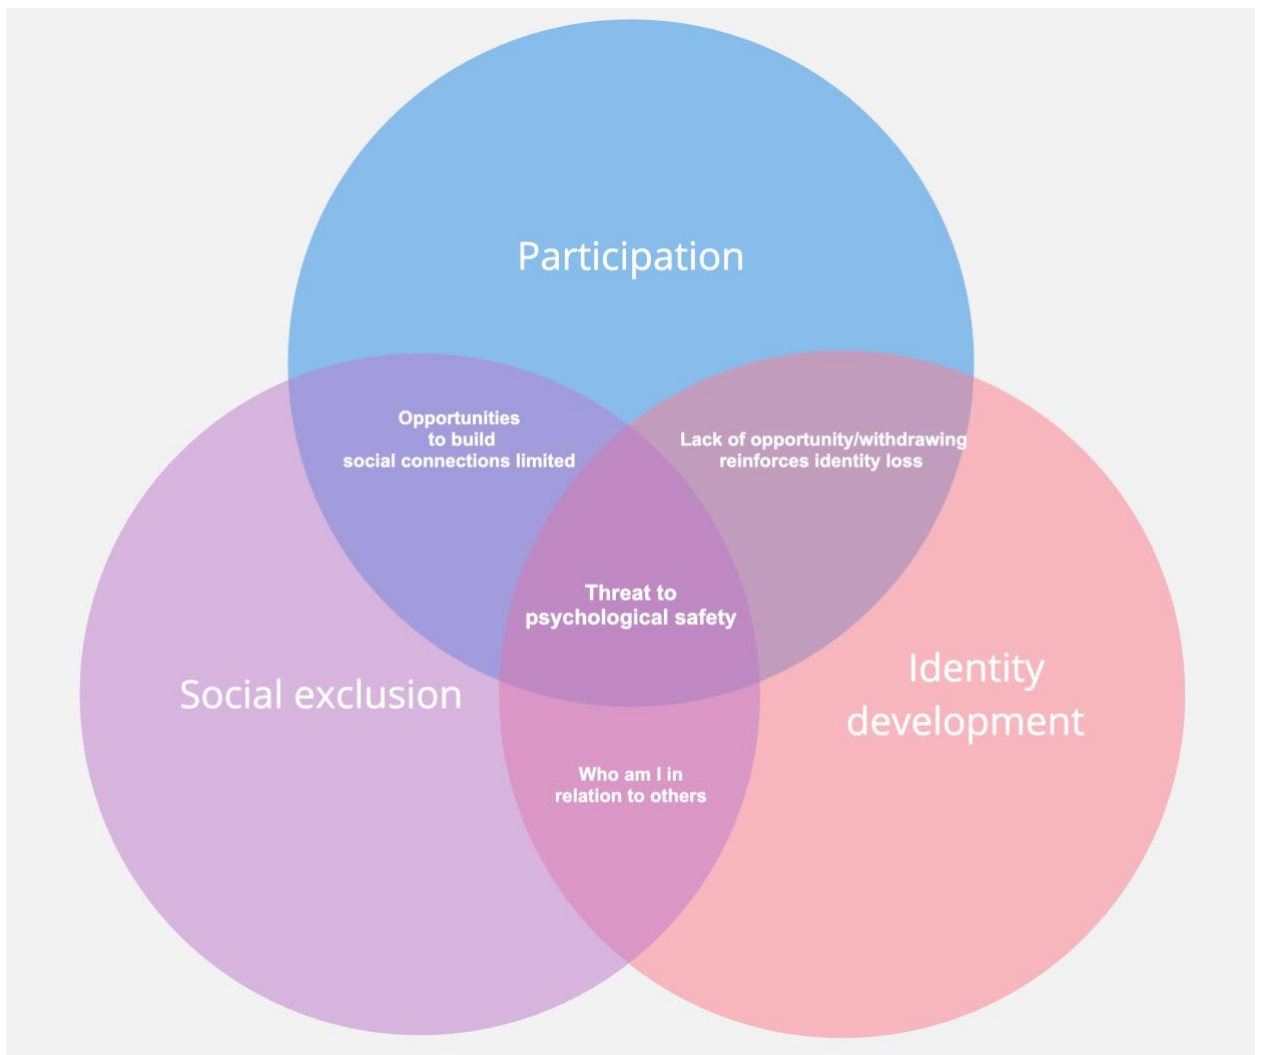 Participation
Opportunities
to build
social connections limited
Lack of opportunity/withdrawing
reinforces identity loss
Threat to
psychological safety
Social exclusion
Identity
development
Who am I in
relation to others